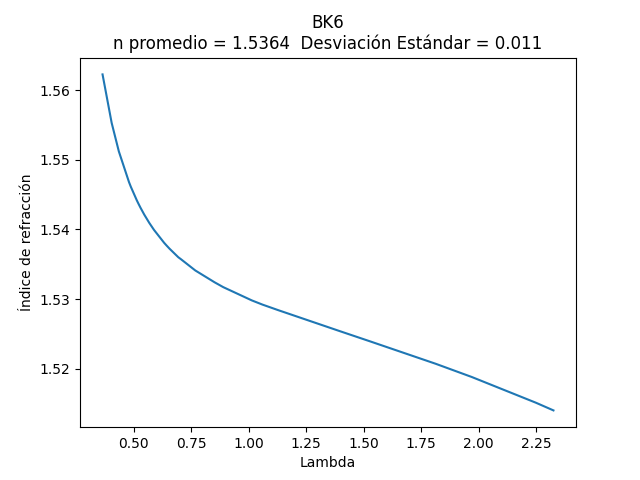 BK6
n promedio = 1.5364 Desviación Estándar = 0.011
1.56
1.55
1.54
1.53
1.52
Índice de refracción
0.50 0.75 1.00 1.25 1.50 1.75 2.00 2.25
Lambda